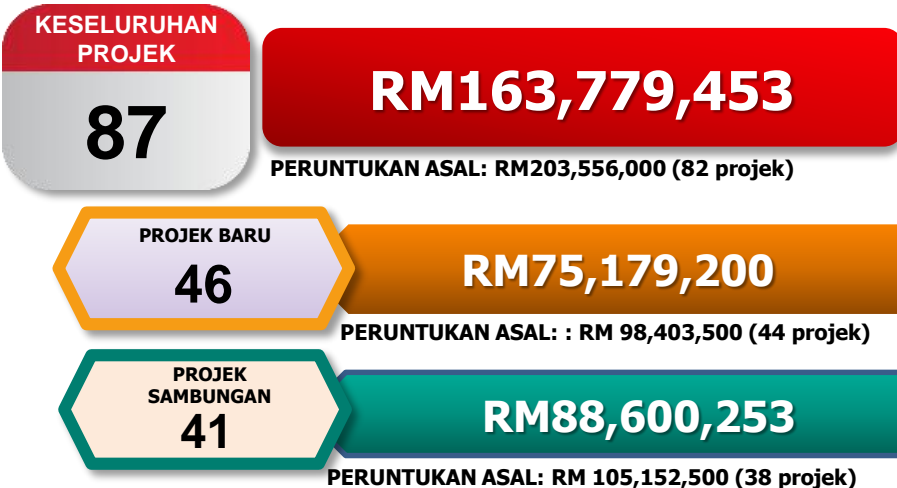 KESELURUHAN
PROJEK
87
RM163,779,453
PERUNTUKAN ASAL: RM203,556,000 (82 projek)
PROJEK BARU
46
RM75,179,200
PERUNTUKAN ASAL: : RM 98,403,500 (44 projek)
PROJEK
SAMBUNGAN
41
RM88,600,253
PERUNTUKAN ASAL: RM 105,152,500 (38 projek)